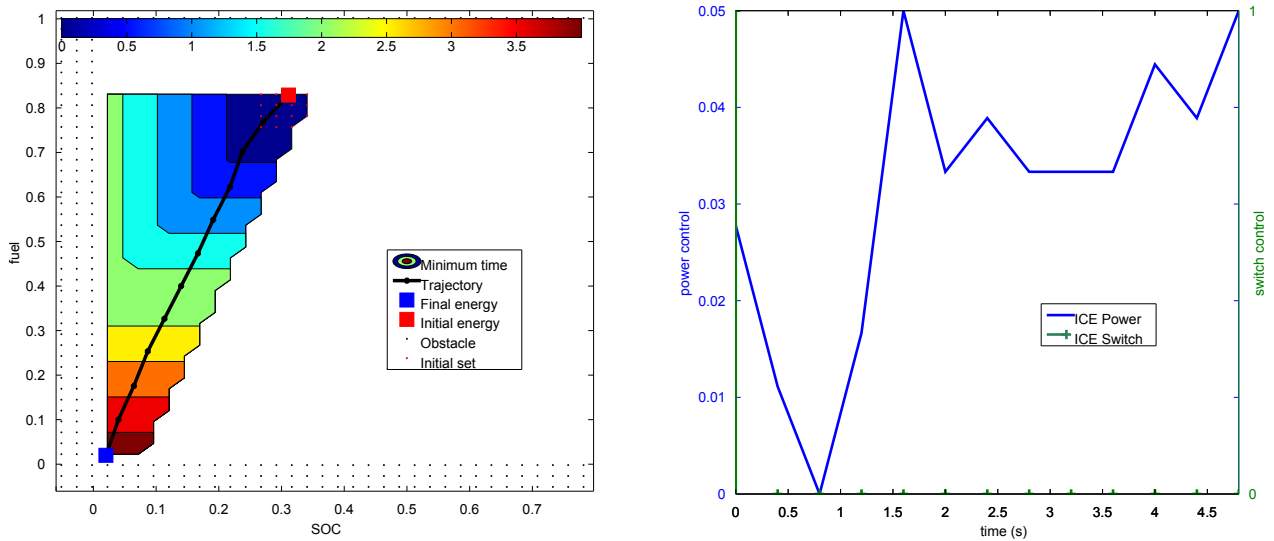 1
0 0.5 1 1.5 2 2.5 3 3.5
0.9
0.8
0.7
0.6
0.5
0.4
0.3
0.2
0.1
0
fuel
0 0.1 0.2 0.3 0.4 0.5 0.6 0.7
SOC
Minimum time
Trajectory
Final energy
Initial energy
Obstacle
Initial set
0.05
0.04
0.03
0.02
0.01
0
power control
1
0
switch control
0 0.5 1 1.5 2 2.5 3 3.5 4 4.5
time (s)
ICE Power
ICE Switch